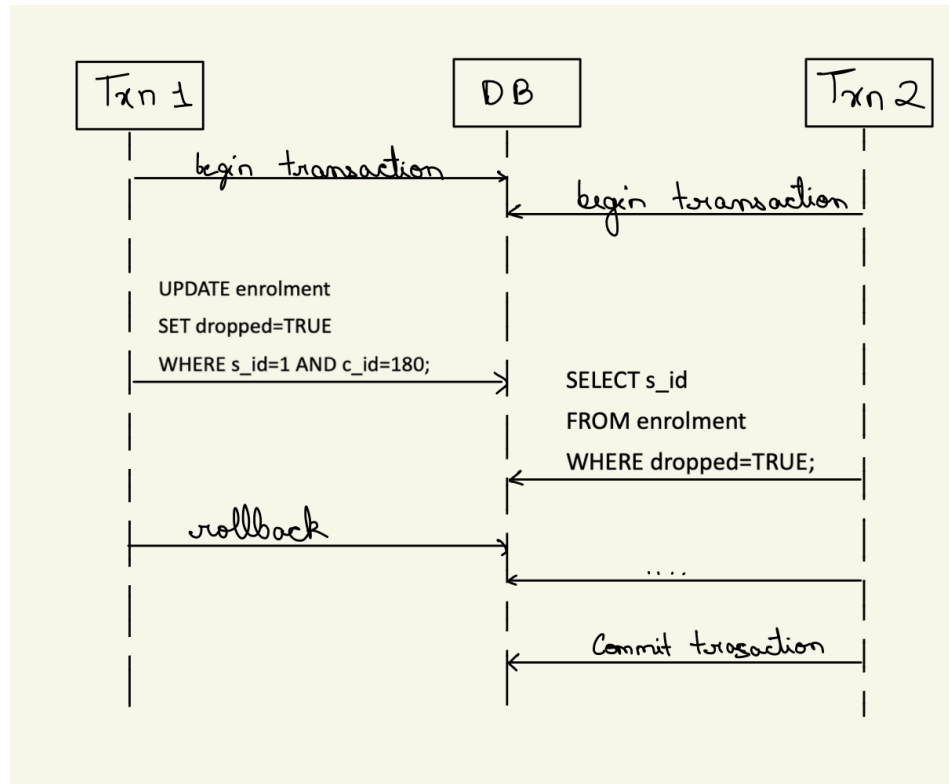 Txn 1
DB
Txn 2
begin transaction
begin transaction
UPDATE enrolment
SET dropped=TRUE
WHERE s_id=1 AND c_id=180;
SELECT s_id
FROM enrolment
WHERE dropped=TRUE;
rollback
....
Commit trasaction